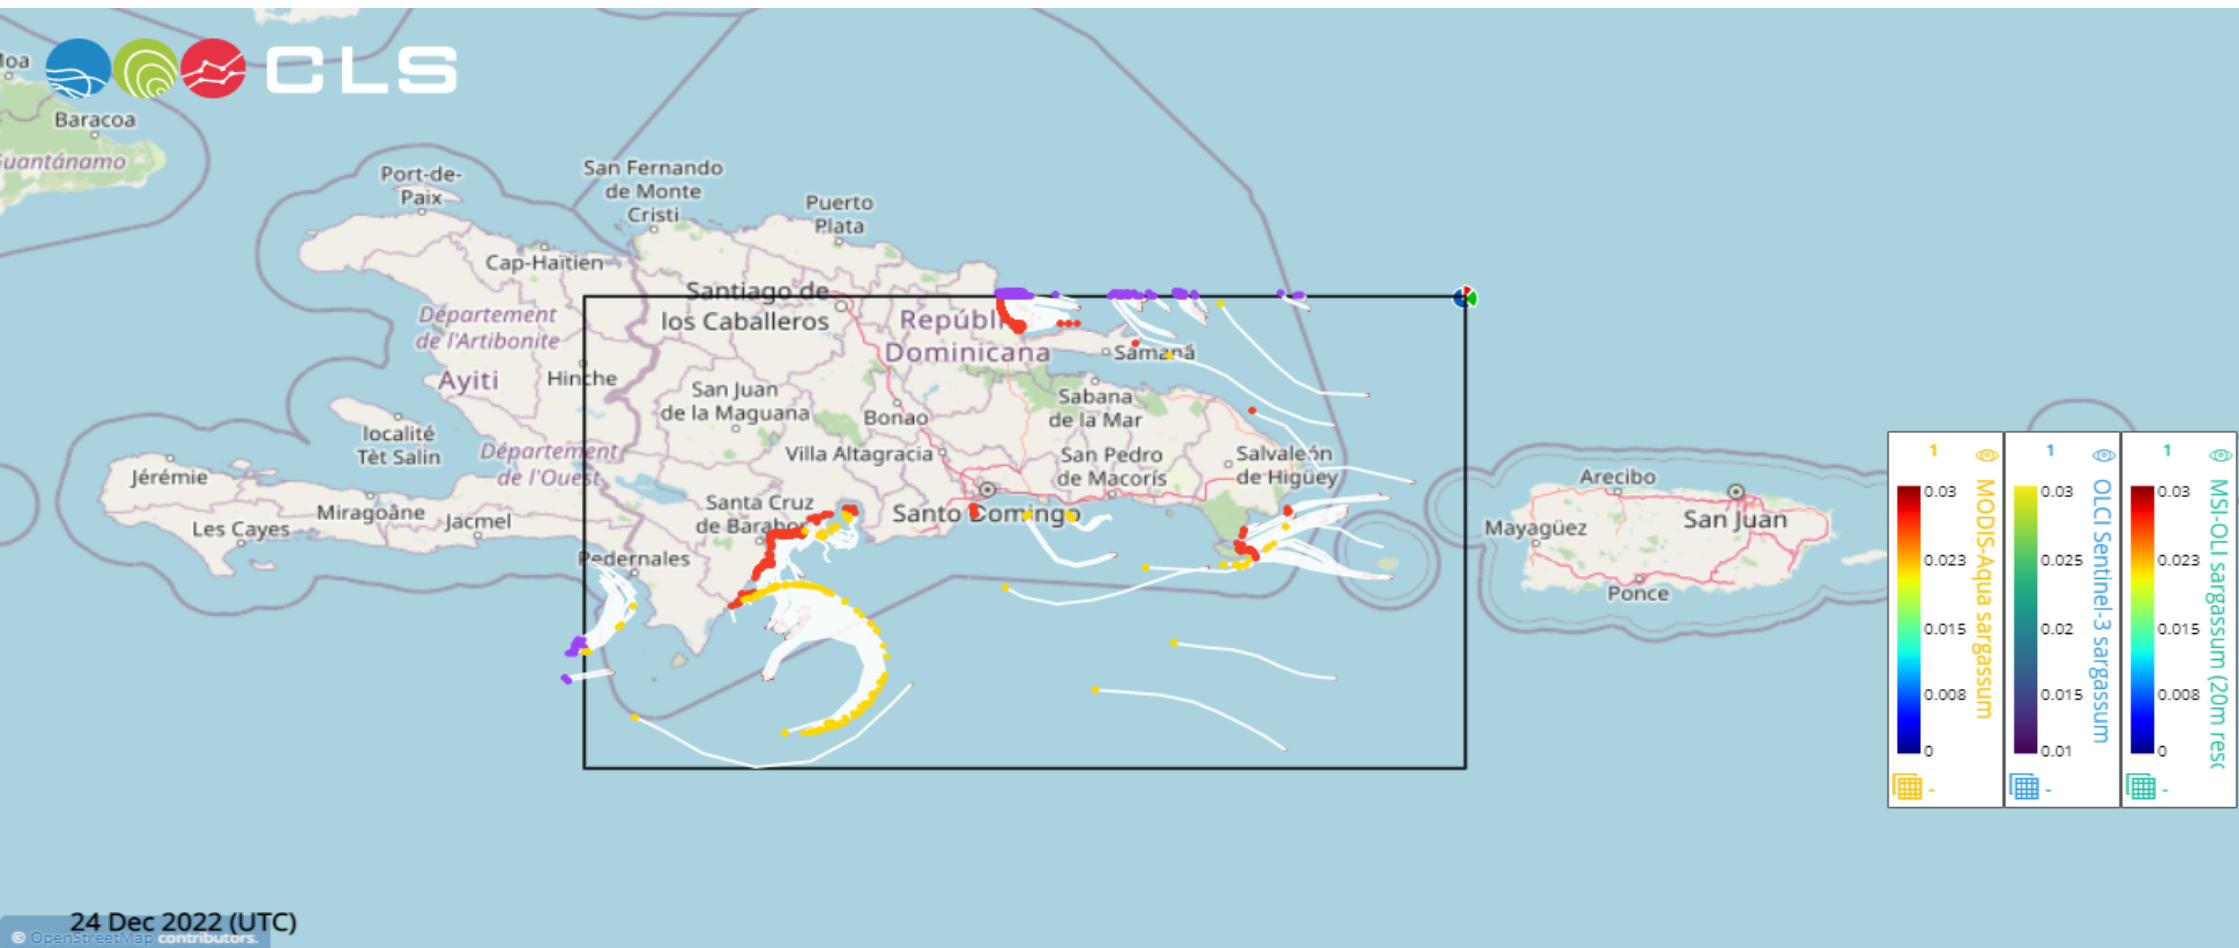 CLS
Baracoa
Guantánamo
Port-de-
Paix
San Fernando
de Monte
Cristi
Puerto
Plata
Cap-Haïtien
Santiago de
los Caballeros
Département
de l'Artibonite
Ayiti
Hinche
Dominicana
Samaná
San Juan
de la Maguana
Bonao
Sabana
de la Mar
localité
Tèt Salin
Département
de l'Ouest
Jérémie
Villa Altagracia
San Pedro
de Macorís
Salvaleón
de Higüey
Santa Cruz
Santo Domingo
Les Cayes
Miragoâne
Jacmel
Pedernales
Arecibo
San Juan
Mayagüez
Ponce
1
0.03
0.023
0.015
0.008
0
MODIS-Aqua sargassum
-
1
0.03
0.025
0.02
0.015
0.01
OLCI Sentinel-3 sargassum
-
1
0.03
0.023
0.015
0.008
0
MSI-OLI sargassum (20m
-
24 Dec 2022 (UTC)
© OpenStreetMap contributors.